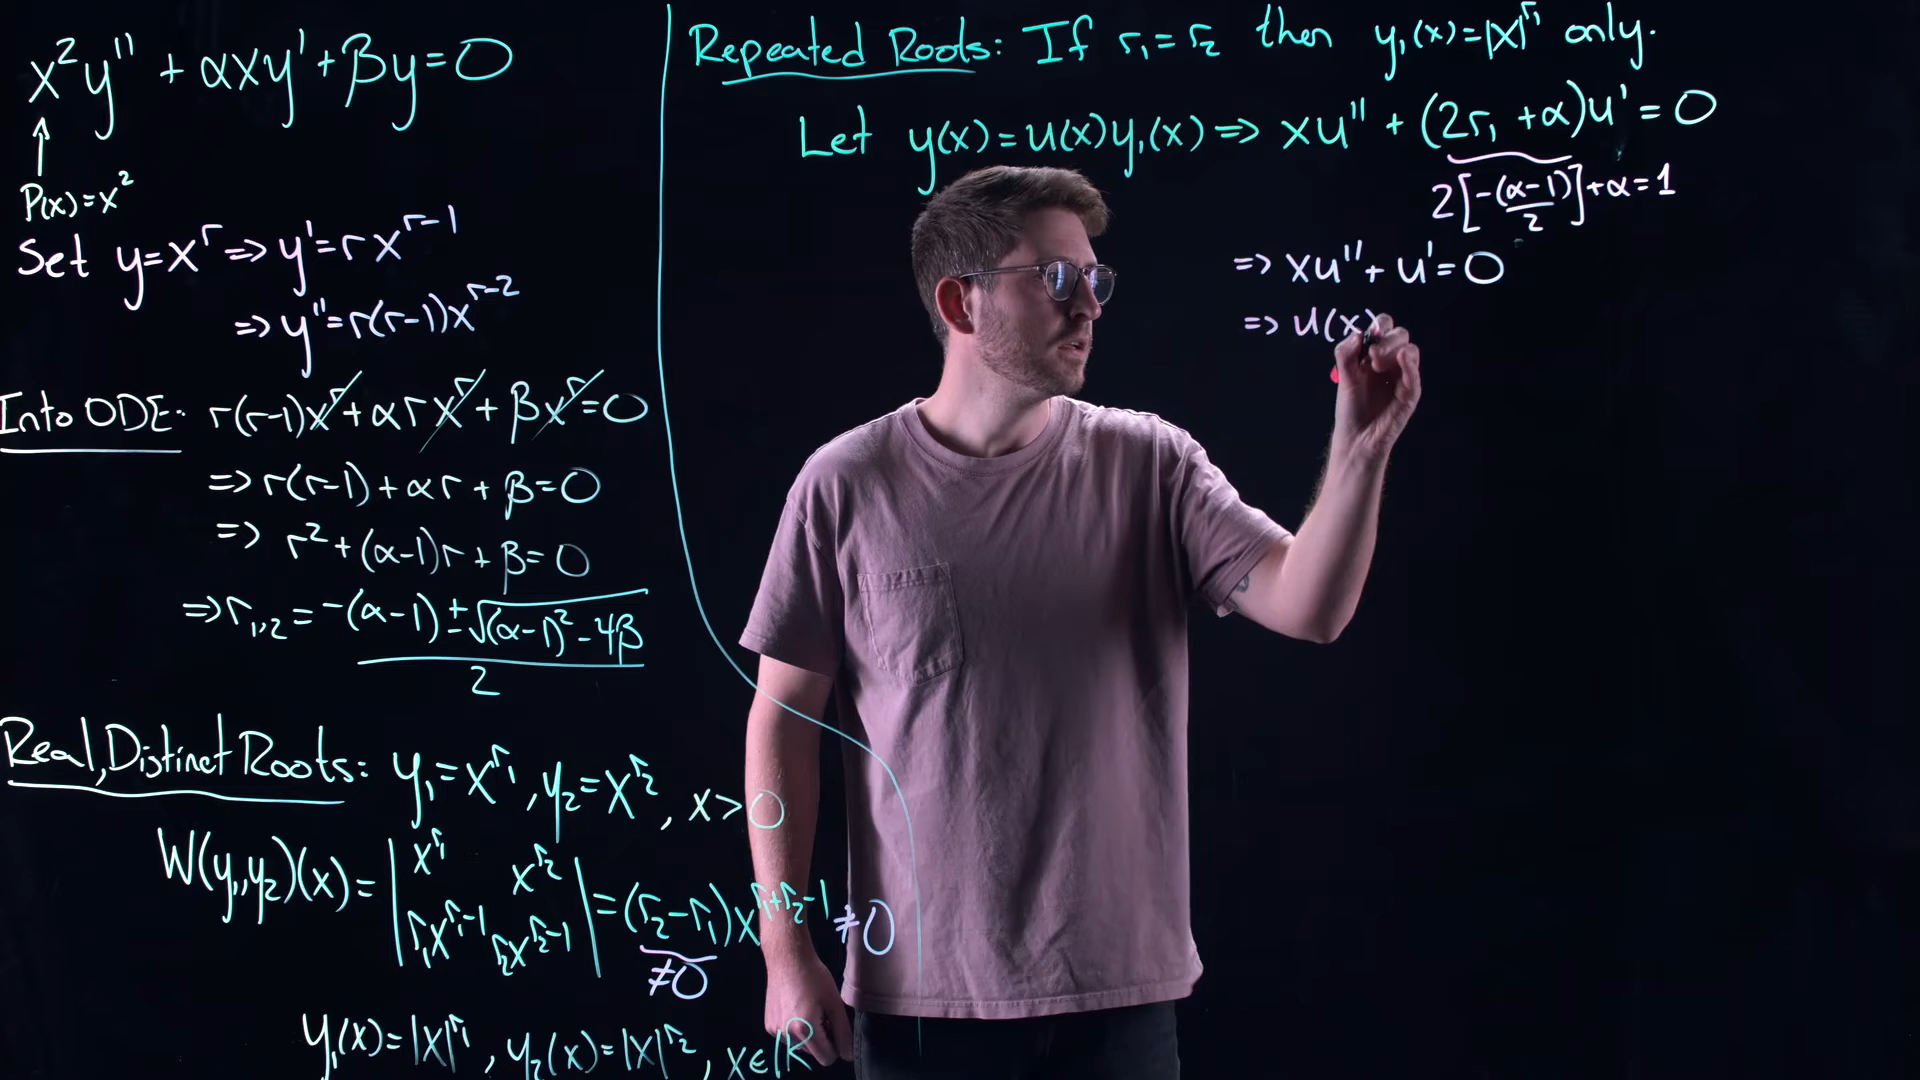 x²y'' + αxy' + βy = 0
↑
P(x) = x²
Set y = x^r ⇒ y' = r x^{r-1}
⇒ y'' = r(r-1)x^{r-2}
Into ODE: r(r-1)x^r + αr x^r + βx^r = 0
⇒ r(r-1) + αr + β = 0
⇒ r² + (α-1)r + β = 0
⇒ r_{1,2} = (-(α-1) ± √((α-1)² - 4β))/2
Real, Distinct Roots: y₁ = x^{r₁}, y₂ = x^{r₂}, x > 0
W(y₁,y₂)(x) = | x^{r₁} x^{r₂} | = (r₂-r₁)x^{r₁+r₂-1} ≠ 0
| r₁x^{r₁-1} r₂x^{r₂-1} |
≠0
y₁(x) = |x|^{r₁}, y₂(x) = |x|^{r₂}, x∈ℝ
Repeated Roots: If r₁ = r₂ then y₁(x) = |x|^{r₁} only.
Let y(x) = u(x)y₁(x) ⇒ xu'' + (2r₁ + α)u' = 0
2[-(α-1)/2] + α = 1
⇒ xu'' + u' = 0
⇒ u(x)